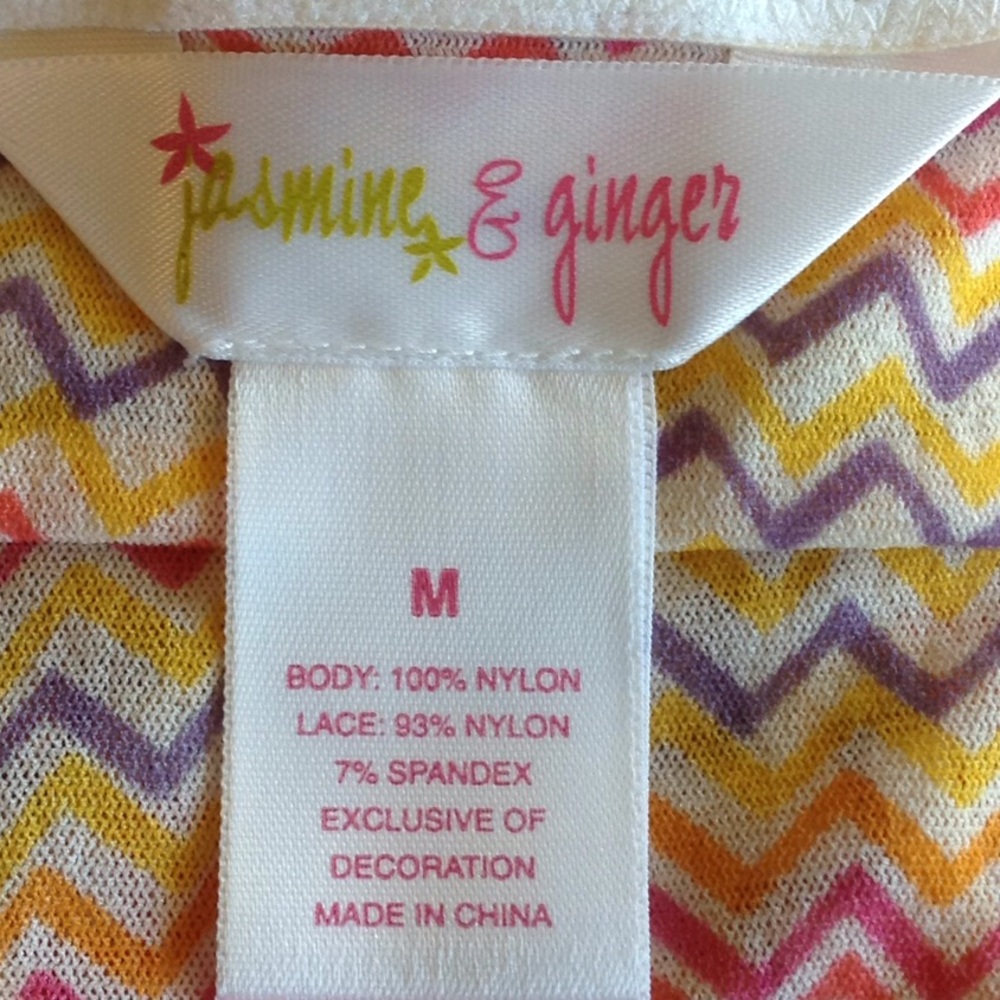 jasmine & ginger
M
BODY: 100% NYLON
LACE: 93% NYLON
7% SPANDEX
EXCLUSIVE OF
DECORATION
MADE IN CHINA